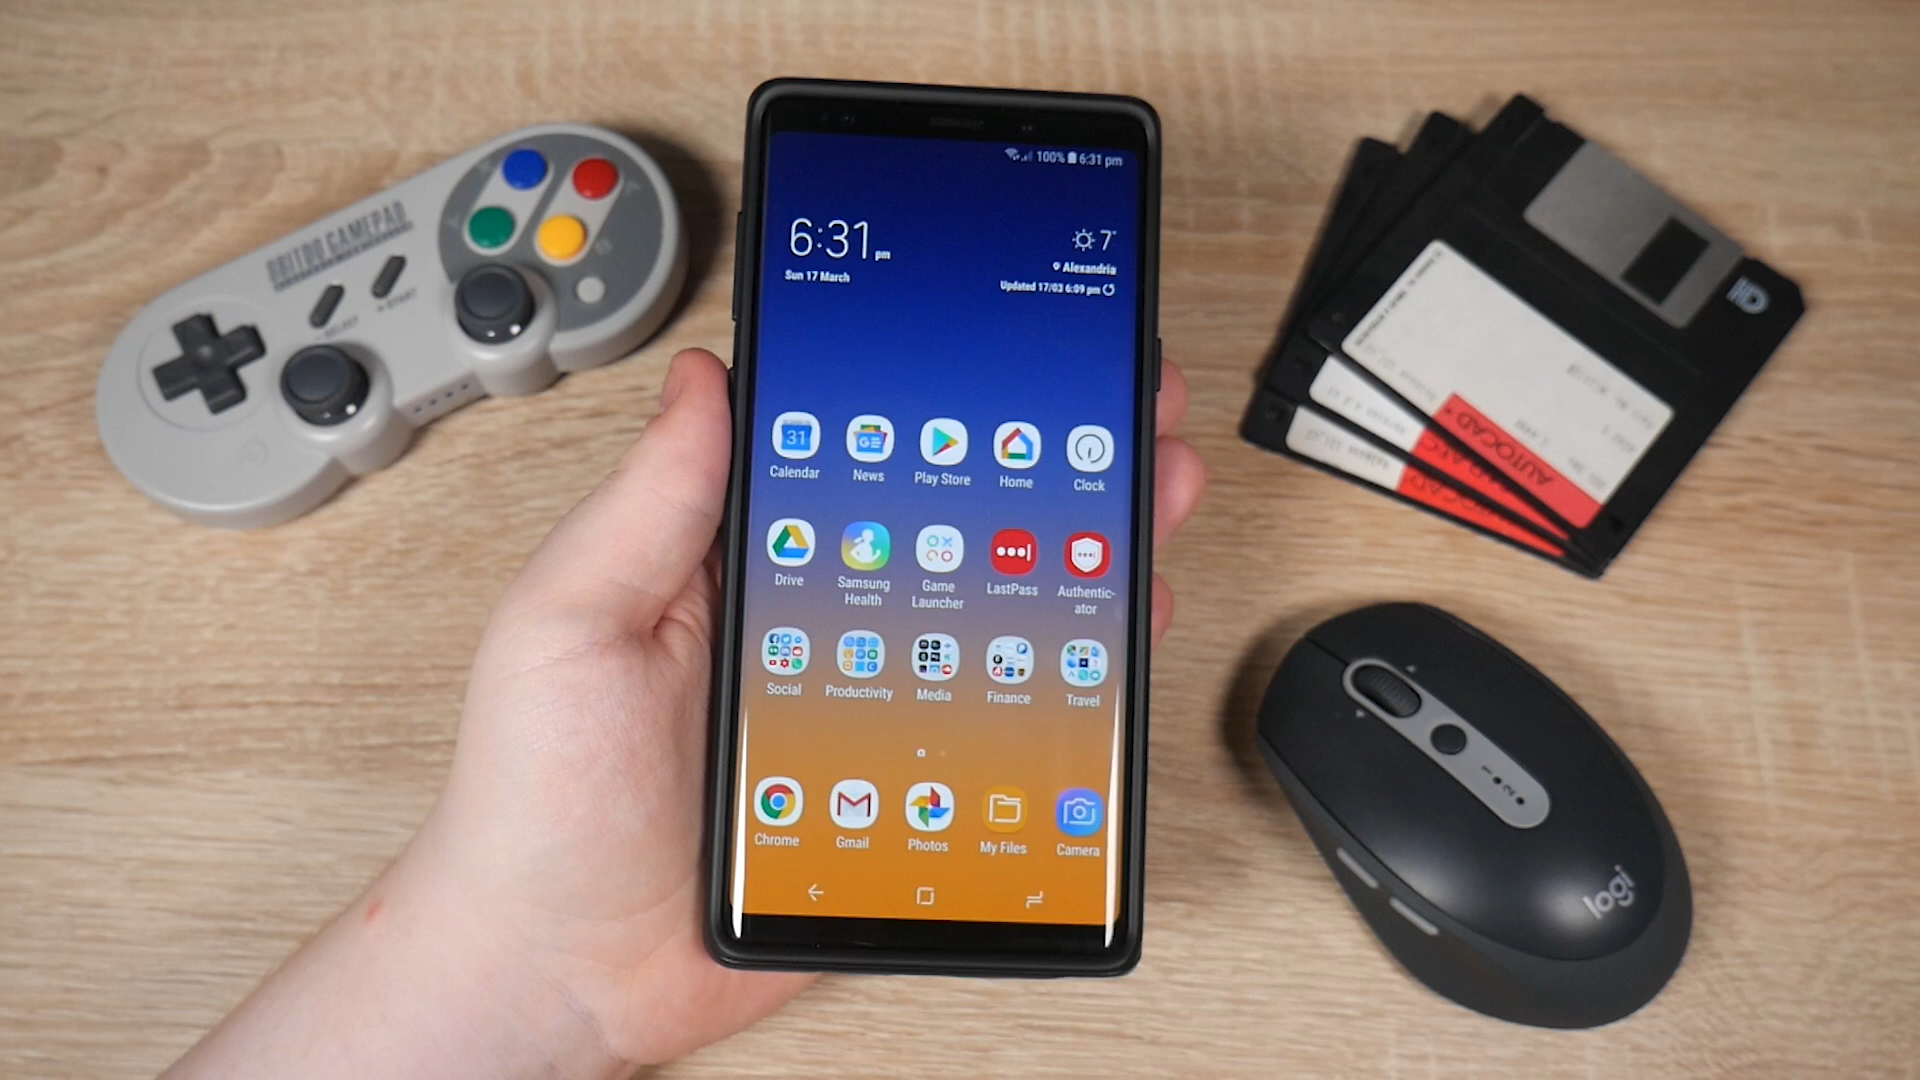 8BITDO GAMEPAD
SELECT
START
100% 6:31 pm
6:31 pm
Sun 17 March
7°
Alexandria
Updated 17/03 6:09 pm
31
Calendar
News
Play Store
Home
Clock
Drive
Samsung
Health
Game
Launcher
LastPass
Authentic-
ator
Social
Productivity
Media
Finance
Travel
Chrome
Gmail
Photos
My Files
Camera
HD
AUTOCAD
logi